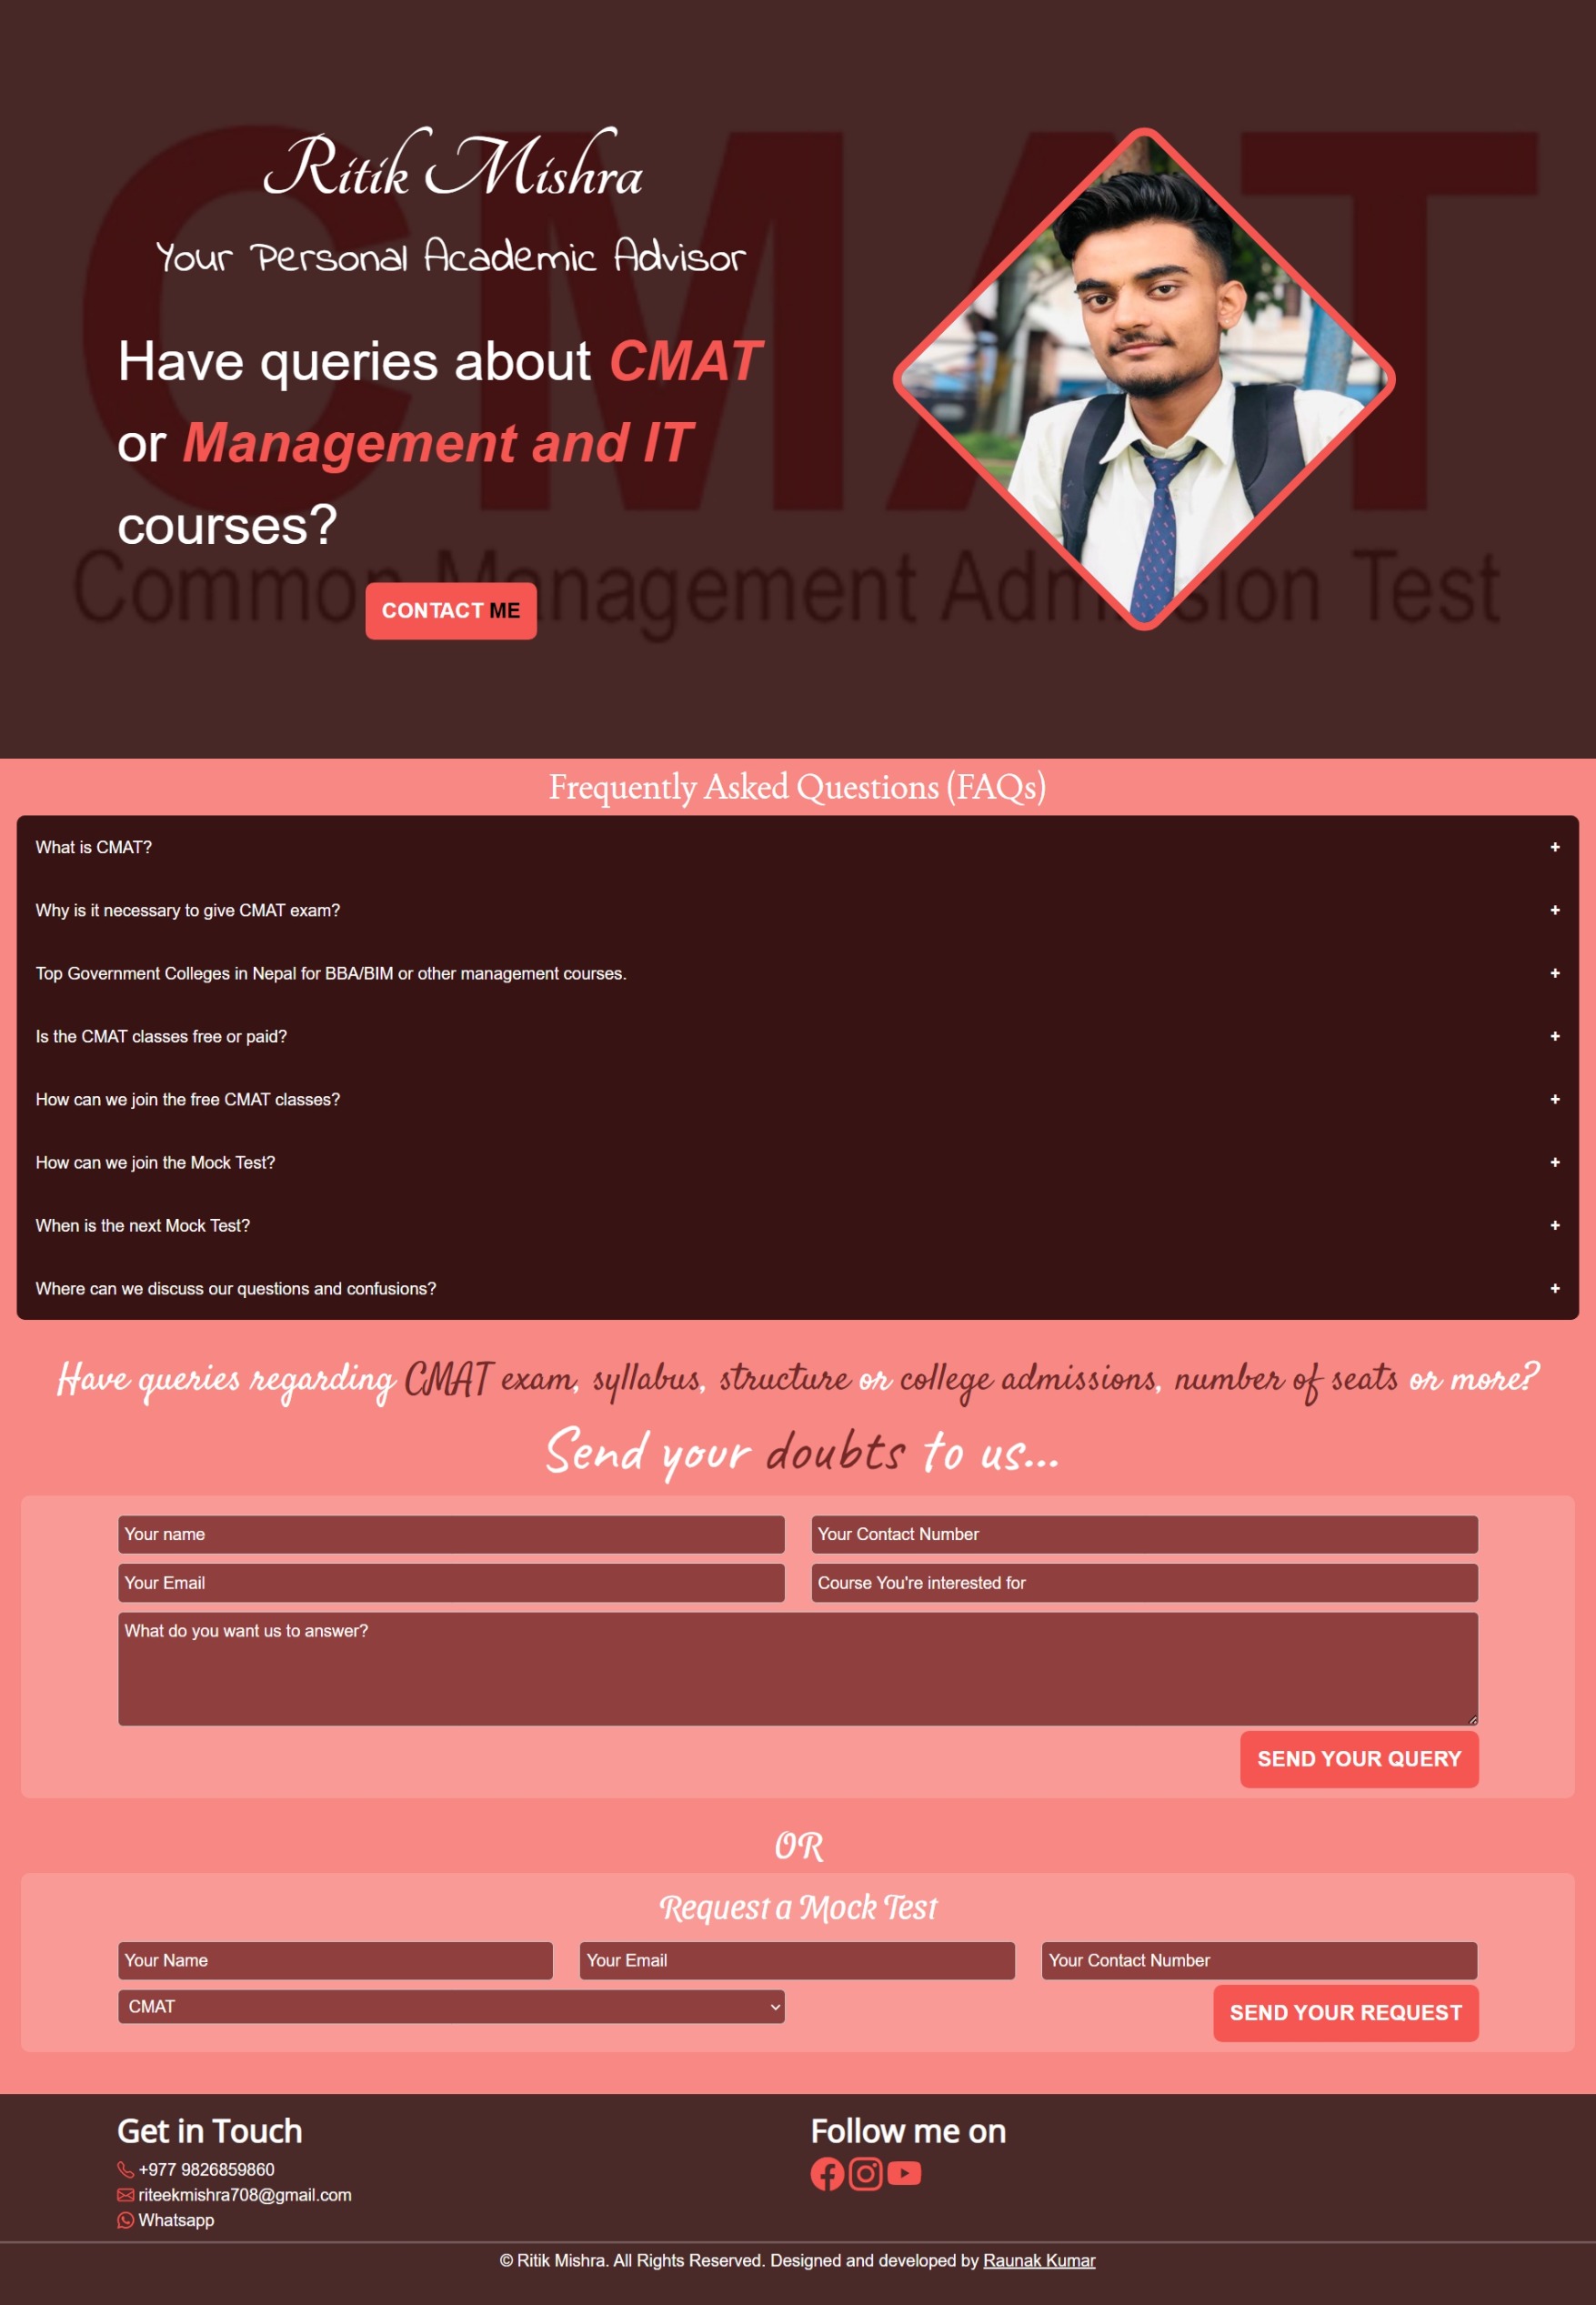 CMAT
Common Management Admission Test
Ritik Mishra
Your Personal Academic Advisor
Have queries about CMAT
or Management and IT
courses?
CONTACT ME
Frequently Asked Questions (FAQs)
What is CMAT? +
Why is it necessary to give CMAT exam? +
Top Government Colleges in Nepal for BBA/BIM or other management courses. +
Is the CMAT classes free or paid? +
How can we join the free CMAT classes? +
How can we join the Mock Test? +
When is the next Mock Test? +
Where can we discuss our questions and confusions? +
Have queries regarding CMAT exam, syllabus, structure or college admissions, number of seats or more?
Send your doubts to us...
Your name
Your Contact Number
Your Email
Course You're interested for
What do you want us to answer?
SEND YOUR QUERY
OR
Request a Mock Test
Your Name
Your Email
Your Contact Number
CMAT
SEND YOUR REQUEST
Get in Touch
+977 9826859860
riteekmishra708@gmail.com
Whatsapp
Follow me on
© Ritik Mishra. All Rights Reserved. Designed and developed by Raunak Kumar